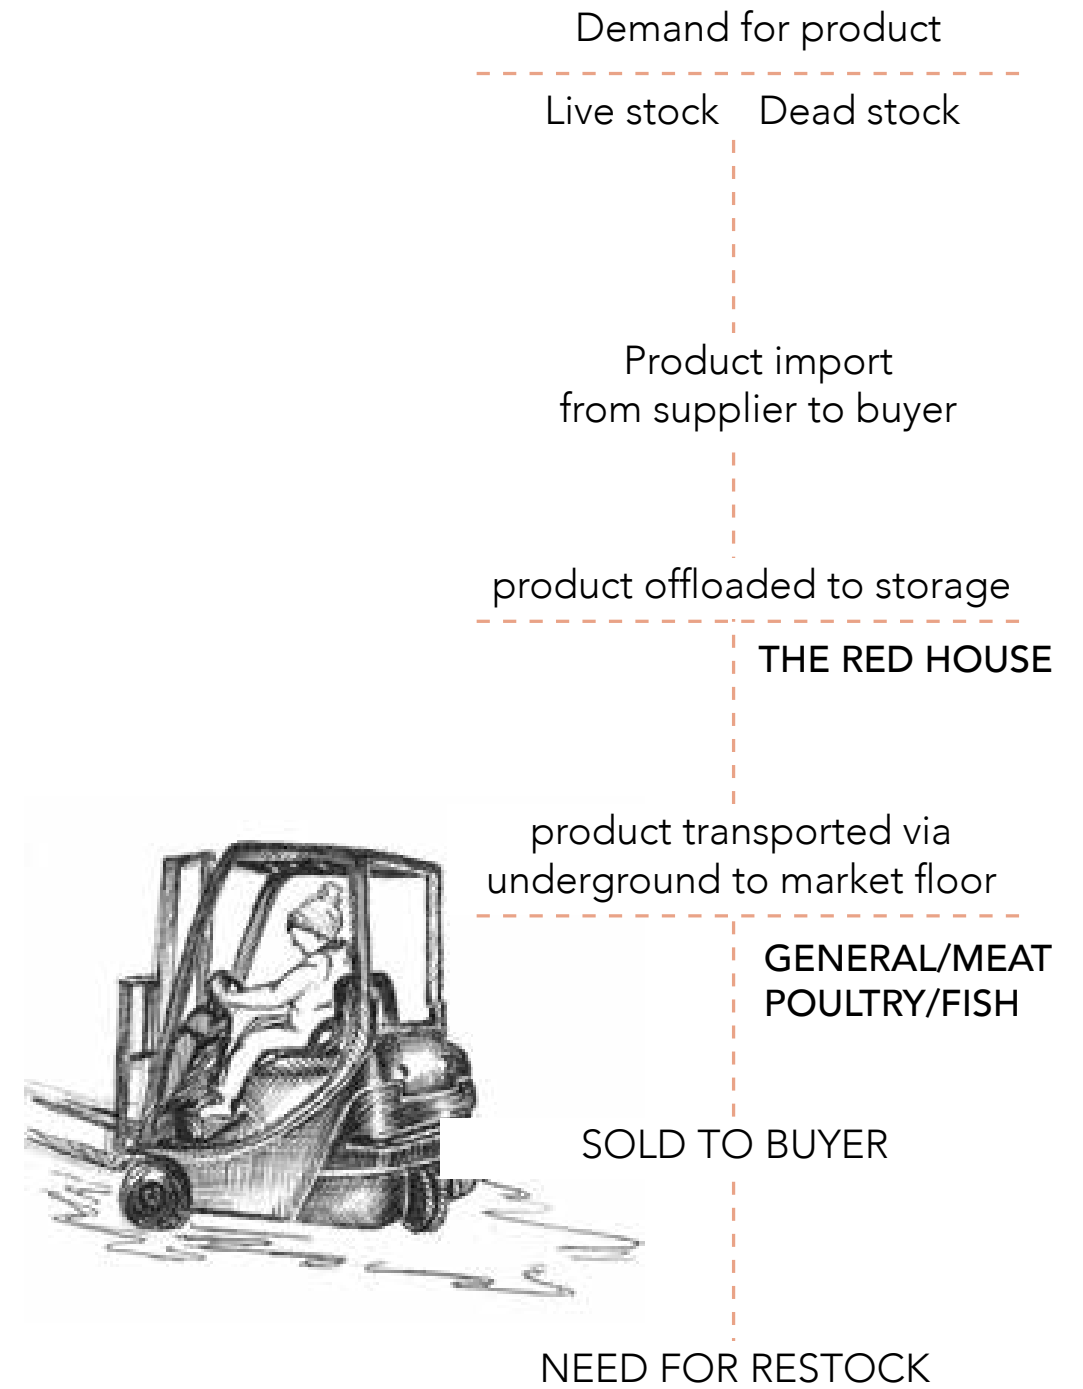 Demand for product
Live stock Dead stock
Product import
from supplier to buyer
product offloaded to storage
THE RED HOUSE
product transported via
underground to market floor
GENERAL/MEAT
POULTRY/FISH
SOLD TO BUYER
NEED FOR RESTOCK